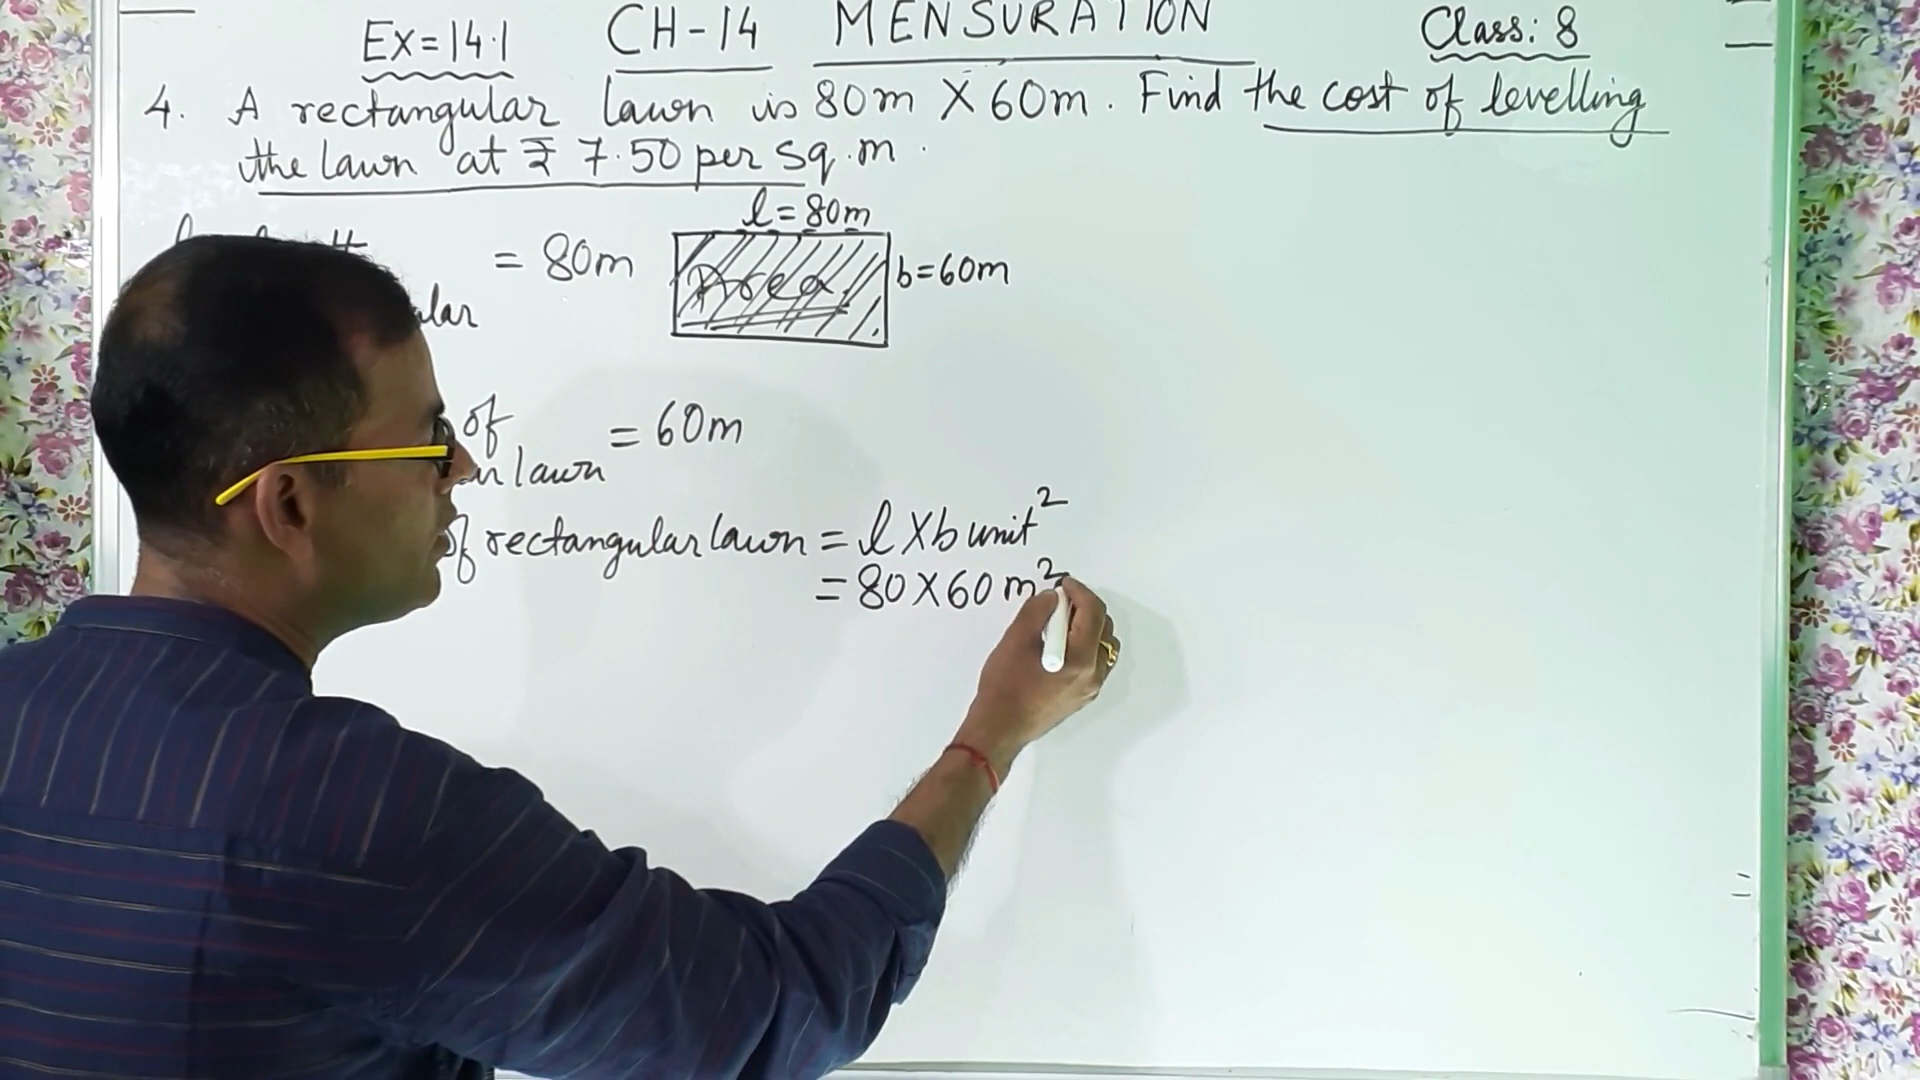 Ex=14.1 CH-14 MENSURATION Class: 8
4. A rectangular lawn is 80m X 60m. Find the cost of levelling
the lawn at ₹ 7.50 per sq.m.
l=80m
= 80m
Area
b=60m
of
= 60m
lawn
of rectangular lawn = l X b unit²
= 80 X 60 m²